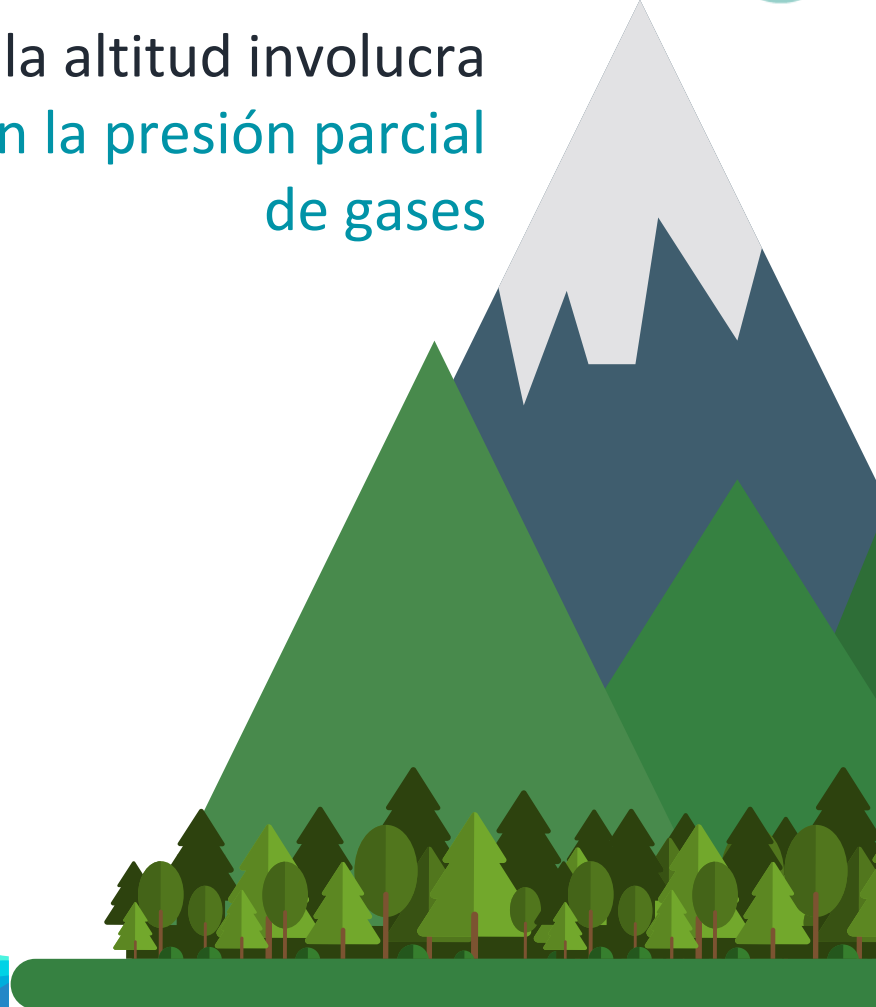 la altitud involucra
n la presión parcial
de gases